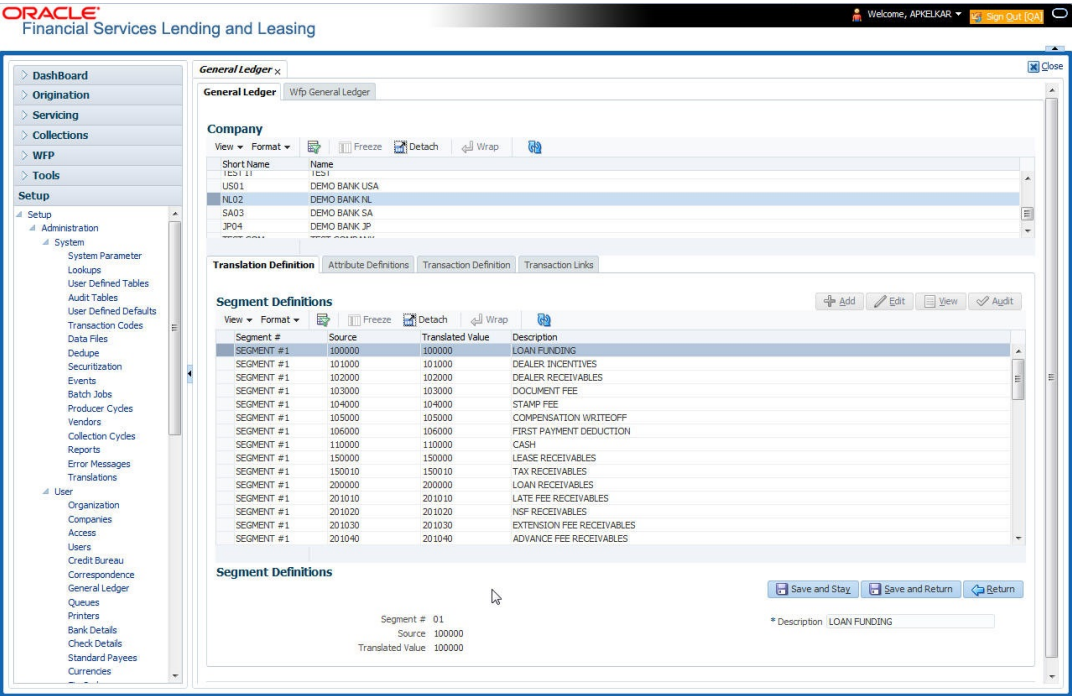 ORACLE®
Financial Services Lending and Leasing
Welcome, APKELKAR
Sign Out [QA]
Close
DashBoard
Origination
Servicing
Collections
WFP
Tools
Setup
Setup
Administration
System
System Parameter
Lookups
User Defined Tables
Audit Tables
User Defined Defaults
Transaction Codes
Data Files
Dedupe
Securitization
Events
Batch Jobs
Producer Cycles
Vendors
Collection Cycles
Reports
Error Messages
Translations
User
Organization
Companies
Access
Users
Credit Bureau
Correspondence
General Ledger
Queues
Printers
Bank Details
Check Details
Standard Payees
Currencies
General Ledger x
General Ledger Wfp General Ledger
Company
View Format Freeze Detach Wrap
Short Name Name
TEST IT TEST
US01 DEMO BANK USA
NL02 DEMO BANK NL
SA03 DEMO BANK SA
JP04 DEMO BANK JP
Translation Definition Attribute Definitions Transaction Definition Transaction Links
Segment Definitions
Add Edit View Audit
View Format Freeze Detach Wrap
Segment # Source Translated Value Description
SEGMENT #1 100000 100000 LOAN FUNDING
SEGMENT #1 101000 101000 DEALER INCENTIVES
SEGMENT #1 102000 102000 DEALER RECEIVABLES
SEGMENT #1 103000 103000 DOCUMENT FEE
SEGMENT #1 104000 104000 STAMP FEE
SEGMENT #1 105000 105000 COMPENSATION WRITEOFF
SEGMENT #1 106000 106000 FIRST PAYMENT DEDUCTION
SEGMENT #1 110000 110000 CASH
SEGMENT #1 150000 150000 LEASE RECEIVABLES
SEGMENT #1 150010 150010 TAX RECEIVABLES
SEGMENT #1 200000 200000 LOAN RECEIVABLES
SEGMENT #1 201010 201010 LATE FEE RECEIVABLES
SEGMENT #1 201020 201020 NSF RECEIVABLES
SEGMENT #1 201030 201030 EXTENSION FEE RECEIVABLES
SEGMENT #1 201040 201040 ADVANCE FEE RECEIVABLES
Segment Definitions
Save and Stay Save and Return Return
Segment # 01
Source 100000
Translated Value 100000
* Description LOAN FUNDING